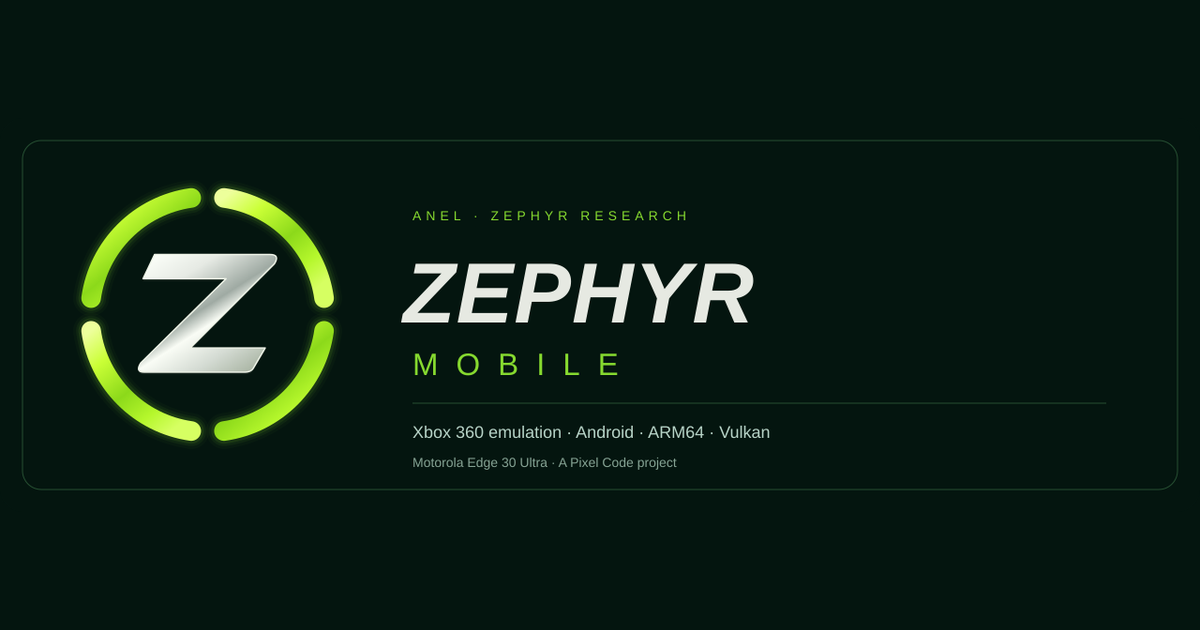 Z
ANEL · ZEPHYR RESEARCH
ZEPHYR
MOBILE
Xbox 360 emulation · Android · ARM64 · Vulkan
Motorola Edge 30 Ultra · A Pixel Code project